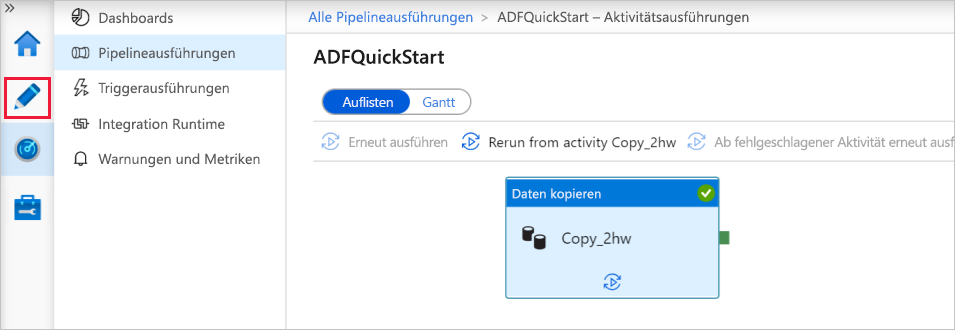 Dashboards
Pipelineausführungen
Triggerausführungen
Integration Runtime
Warnungen und Metriken
Alle Pipelineausführungen > ADFQuickStart – Aktivitätsausführungen
ADFQuickStart
Auflisten Gantt
Erneut ausführen Rerun from activity Copy_2hw Ab fehlgeschlagener Aktivität erneut ausf
Daten kopieren
Copy_2hw